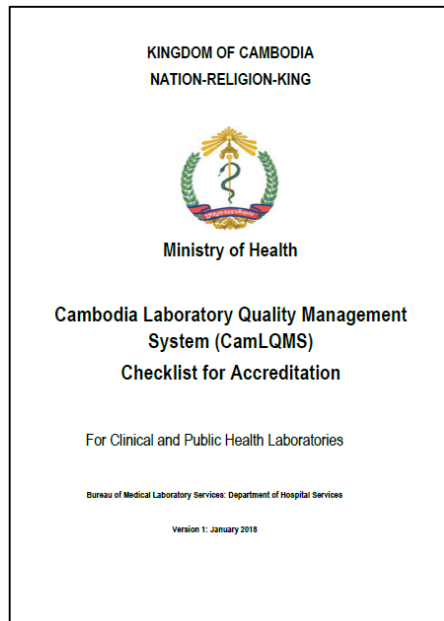 KINGDOM OF CAMBODIA
NATION-RELIGION-KING
Ministry of Health
Cambodia Laboratory Quality Management
System (CamLQMS)
Checklist for Accreditation
For Clinical and Public Health Laboratories
Bureau of Medical Laboratory Services: Department of Hospital Services
Version 1: January 2018